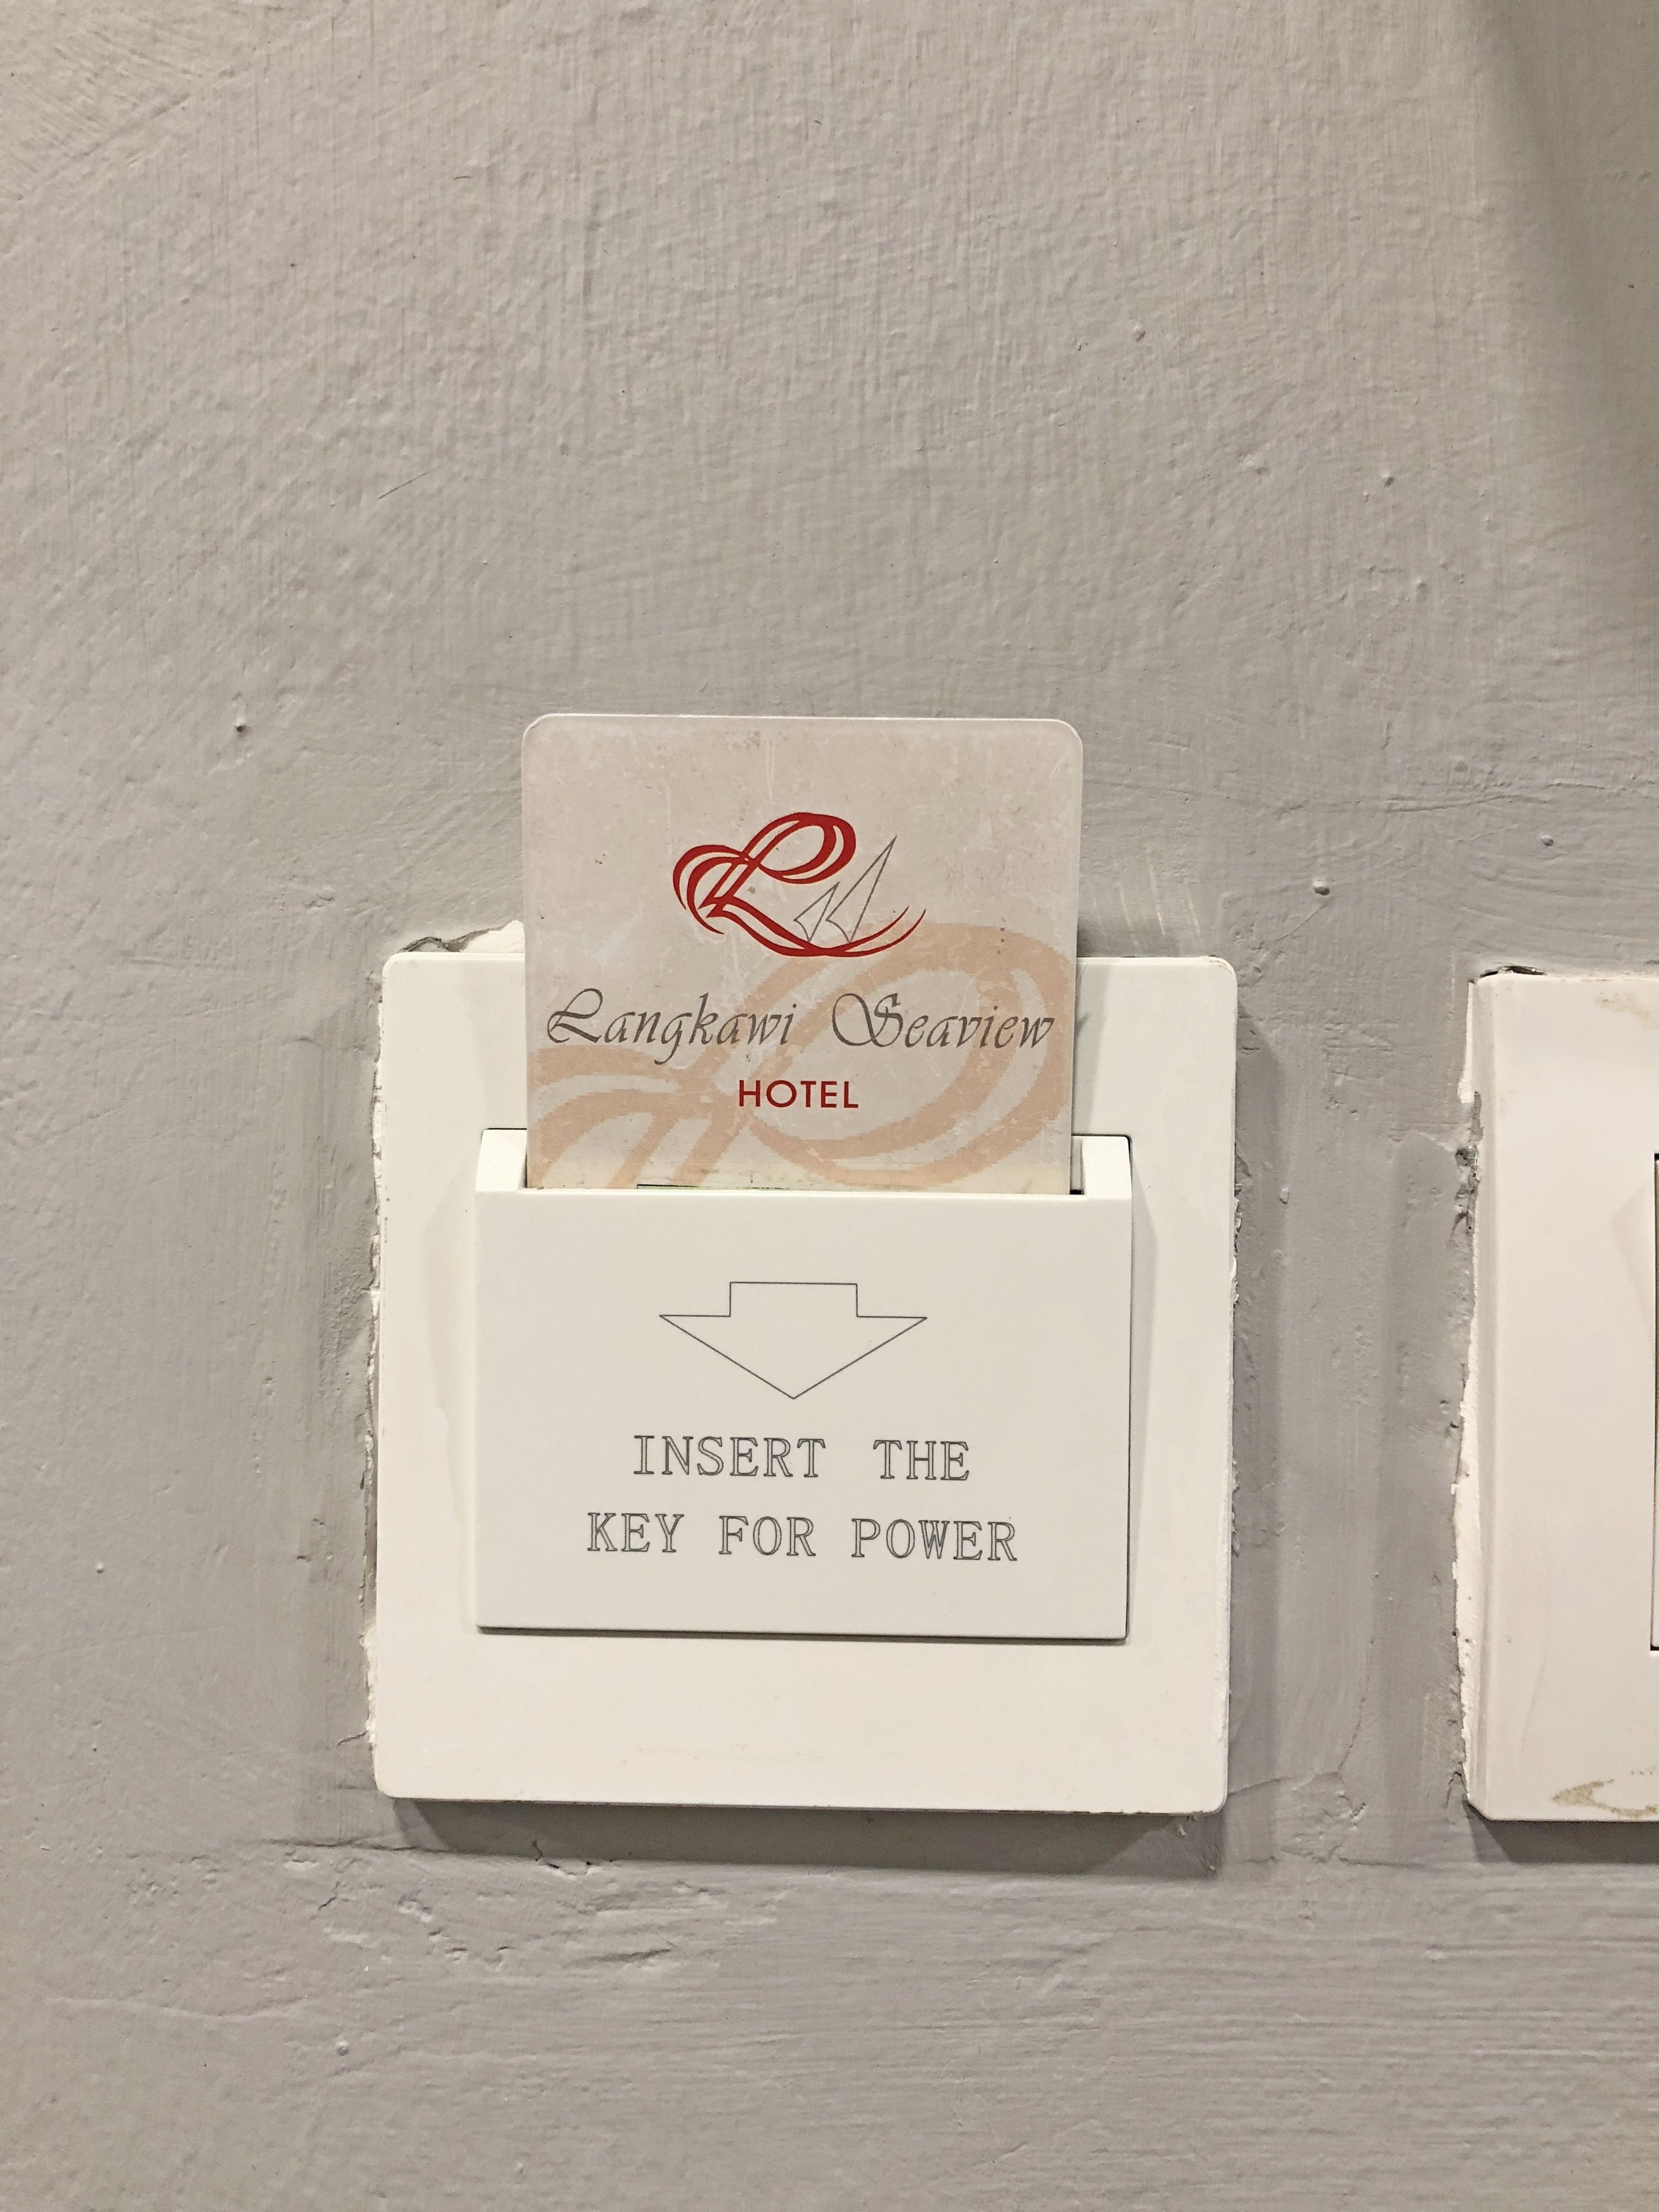 Langkawi Seaview
HOTEL
INSERT THE
KEY FOR POWER